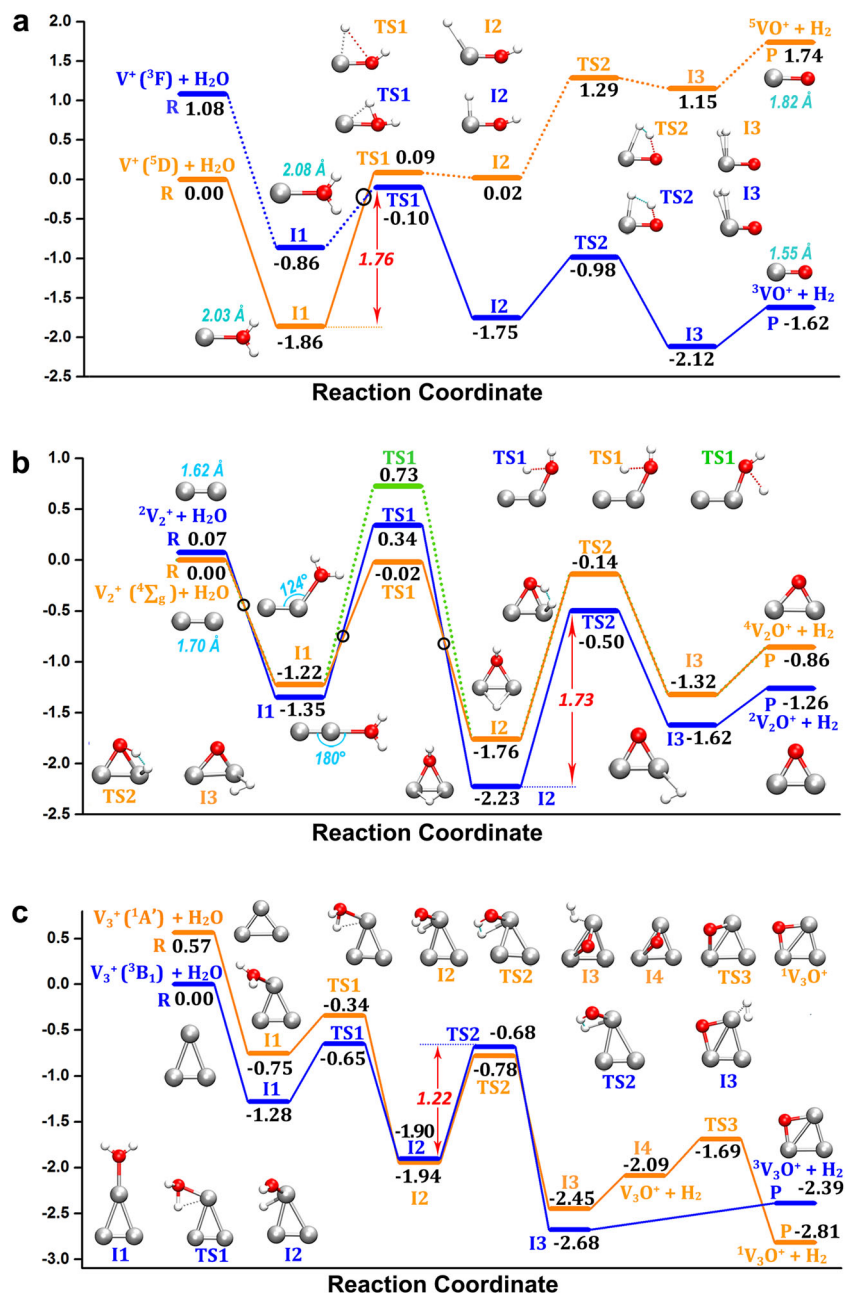 a
2.0
1.5
1.0
0.5
0.0
-0.5
-1.0
-1.5
-2.0
-2.5
V⁺(³F) + H₂O
R 1.08
V⁺(⁵D) + H₂O
R 0.00
2.08 Å
I1
-0.86
2.03 Å
I1
-1.86
TS1
TS1
TS1 0.09
TS1
-0.10
1.76
I2
I2
I2
0.02
I2
-1.75
TS2
1.29
TS2
TS2
TS2
-0.98
I3
1.15
I3
I3
I3
-2.12
⁵VO⁺ + H₂
P 1.74
1.82 Å
1.55 Å
³VO⁺ + H₂
P -1.62
Reaction Coordinate
b
1.0
0.5
0.0
-0.5
-1.0
-1.5
-2.0
-2.5
1.62 Å
²V₂⁺ + H₂O
R 0.07
R 0.00
V₂⁺ (⁴Σg) + H₂O
1.70 Å
124°
I1
-1.22
I1 -1.35
180°
TS2
I3
TS1
0.73
TS1
0.34
-0.02
TS1
TS1
TS1
TS1
I2 -1.76
-2.23 I2
TS2
-0.14
TS2
-0.50
1.73
I3
-1.32
I3 -1.62
⁴V₂O⁺ + H₂
P -0.86
P -1.26
²V₂O⁺ + H₂
Reaction Coordinate
c
0.5
0.0
-0.5
-1.0
-1.5
-2.0
-2.5
-3.0
V₃⁺(¹A') + H₂O
R 0.57
V₃⁺(³B₁) + H₂O
R 0.00
I1
-0.75
I1
-1.28
TS1
-0.34
TS1
-0.65
I2
TS2
I3
I4
TS3
¹V₃O⁺
TS2
I3
-1.90
I2
-1.94
I2
1.22
TS2 -0.68
-0.78
TS2
I3
-2.45
I3 -2.68
I4
-2.09
V₃O⁺ + H₂
TS3
-1.69
³V₃O⁺ + H₂
P -2.39
P -2.81
¹V₃O⁺ + H₂
I1
TS1
I2
Reaction Coordinate